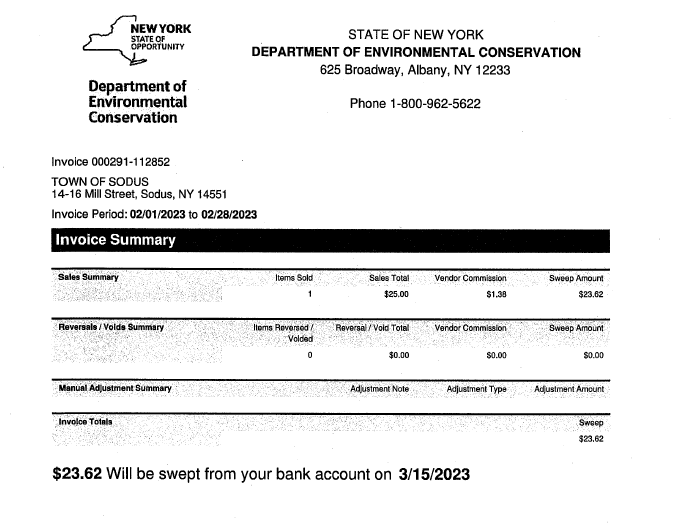 NEW YORK
STATE OF
OPPORTUNITY
Department of
Environmental
Conservation
STATE OF NEW YORK
DEPARTMENT OF ENVIRONMENTAL CONSERVATION
625 Broadway, Albany, NY 12233
Phone 1-800-962-5622
Invoice 000291-112852
TOWN OF SODUS
14-16 Mill Street, Sodus, NY 14551
Invoice Period: 02/01/2023 to 02/28/2023
Invoice Summary
Sales Summary Items Sold Sales Total Vendor Commission Sweep Amount
1 $25.00 $1.38 $23.62
Reversals / Voids Summary Items Reversed / Reversal / Void Total Vendor Commission Sweep Amount
Voided
0 $0.00 $0.00 $0.00
Manual Adjustment Summary Adjustment Note Adjustment Type Adjustment Amount
Invoice Totals Sweep
$23.62
$23.62 Will be swept from your bank account on 3/15/2023